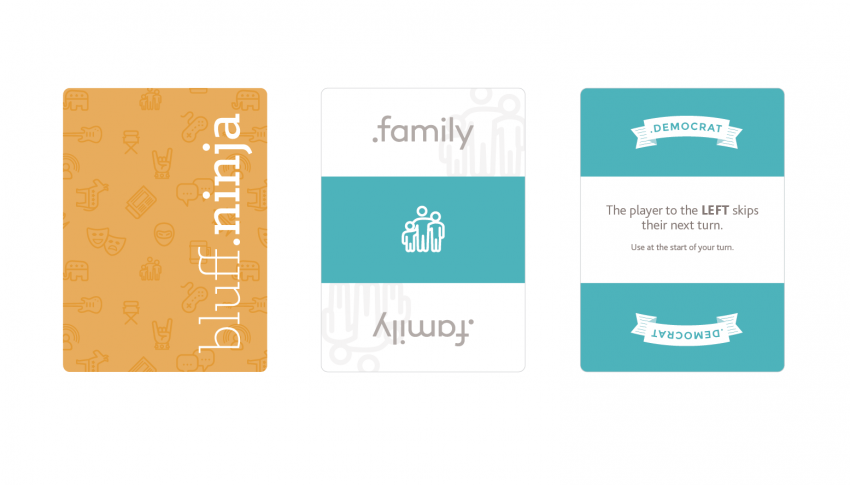 bluff.ninja
.family
.family
.DEMOCRAT
The player to the LEFT skips
their next turn.
Use at the start of your turn.
.DEMOCRAT